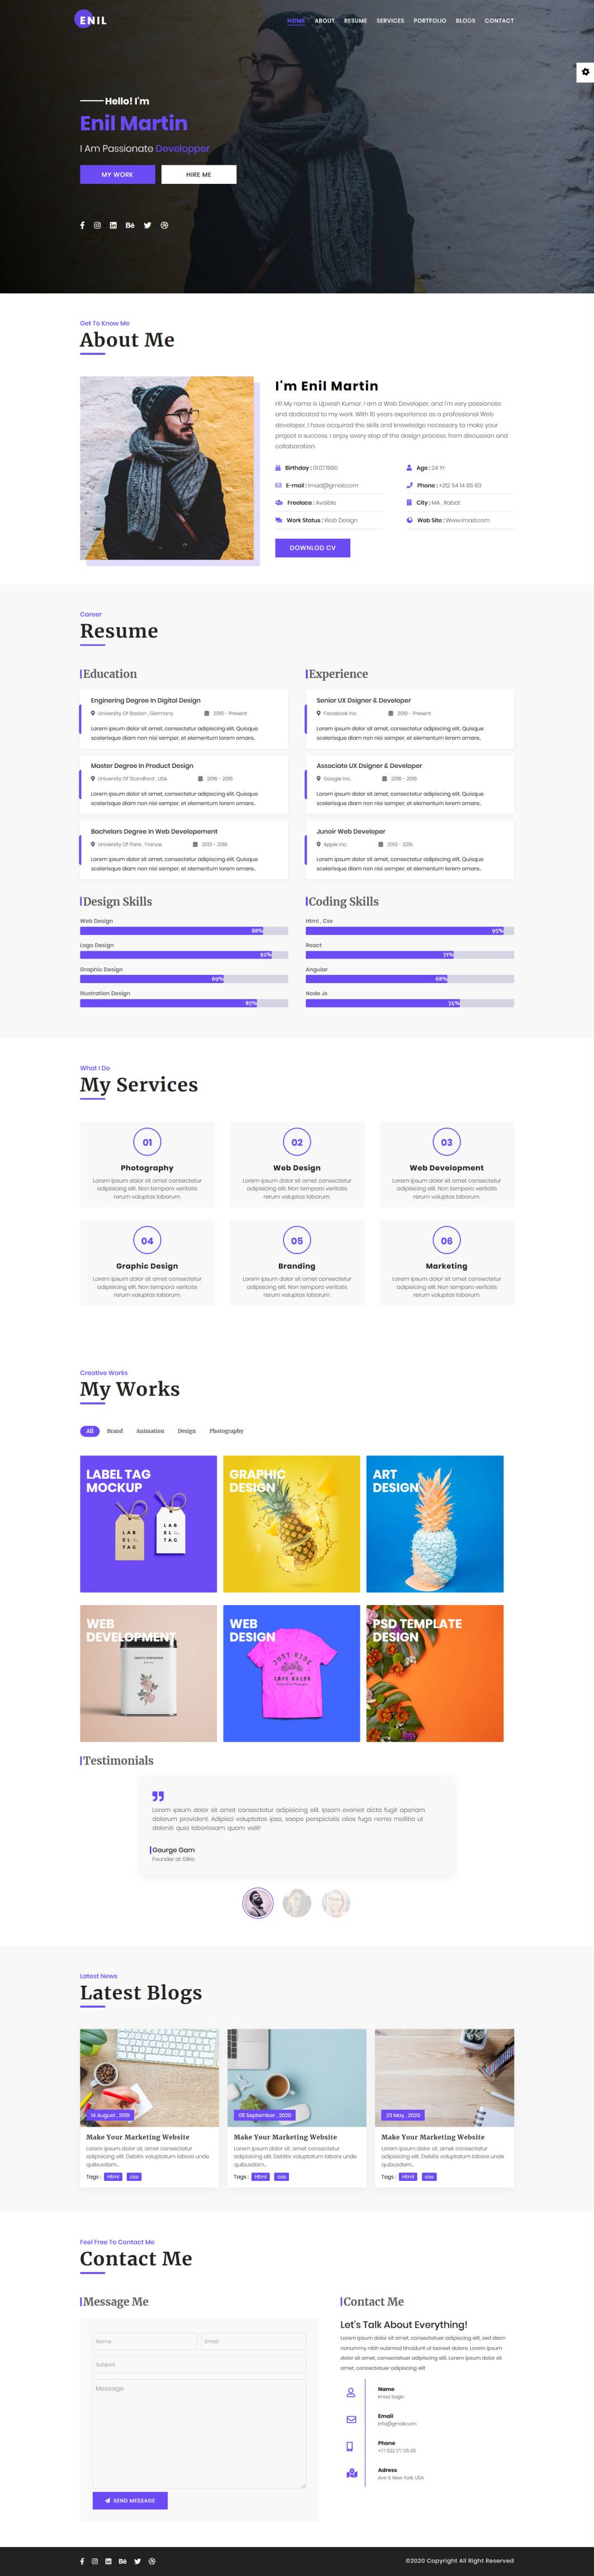 ENIL
HOME ABOUT RESUME SERVICES PORTFOLIO BLOGS CONTACT
Hello! I'm
Enil Martin
I Am Passionate Developper
MY WORK HIRE ME
Bē
Get To Know Me
About Me
I'm Enil Martin
Hi! My name is Upvesh Kumar. I am a Web Developer, and I'm very passionate
and dedicated to my work. With 10 years experience as a professional Web
developer, I have acquired the skills and knowledge necessary to make your
project a success. I enjoy every step of the design process, from discussion and
collaboration.
Birthday : 01.07.1990 Age : 24 Yr
E-mail : Imad@gmail.com Phone : +212 54 14 85 63
Freelace : Avaible City : MA , Rabat
Work Status : Web Design Web Site : Www.imad.com
DOWNLOD CV
Career
Resume
Education
Enginering Degree In Digital Design
University Of Boston , Germany 2019 - Present
Lorem ipsum dolor sit amet, consectetur adipiscing elit. Quisque
scelerisque diam non nisi semper, et elementum lorem ornare..
Master Degree In Product Design
University Of Standford , USA 2016 - 2018
Lorem ipsum dolor sit amet, consectetur adipiscing elit. Quisque
scelerisque diam non nisi semper, et elementum lorem ornare..
Bachelors Degree In Web Developement
University Of Paris , France 2013 - 2016
Lorem ipsum dolor sit amet, consectetur adipiscing elit. Quisque
scelerisque diam non nisi semper, et elementum lorem ornare..
Experience
Senior UX Dsigner & Developer
Facebook Inc. 2019 - Present
Lorem ipsum dolor sit amet, consectetur adipiscing elit. Quisque
scelerisque diam non nisi semper, et elementum lorem ornare..
Associate UX Dsigner & Developer
Google Inc. 2016 - 2018
Lorem ipsum dolor sit amet, consectetur adipiscing elit. Quisque
scelerisque diam non nisi semper, et elementum lorem ornare..
Junoir Web Developer
Apple Inc. 2013 - 2015
Lorem ipsum dolor sit amet, consectetur adipiscing elit. Quisque
scelerisque diam non nisi semper, et elementum lorem ornare..
Design Skills
Web Design
88%
Logo Design
92%
Graphic Design
69%
Illustration Design
85%
Coding Skills
Html , Css
95%
React
71%
Angular
68%
Node Js
74%
What I Do
My Services
01
Photography
Lorem ipsum dolor sit amet consectetur
adipisicing elit. Non tempora veritatis
rerum voluptas laborum.
02
Web Design
Lorem ipsum dolor sit amet consectetur
adipisicing elit. Non tempora veritatis
rerum voluptas laborum.
03
Web Development
Lorem ipsum dolor sit amet consectetur
adipisicing elit. Non tempora veritatis
rerum voluptas laborum.
04
Graphic Design
Lorem ipsum dolor sit amet consectetur
adipisicing elit. Non tempora veritatis
rerum voluptas laborum.
05
Branding
Lorem ipsum dolor sit amet consectetur
adipisicing elit. Non tempora veritatis
rerum voluptas laborum.
06
Marketing
Lorem ipsum dolor sit amet consectetur
adipisicing elit. Non tempora veritatis
rerum voluptas laborum.
Creative Works
My Works
All Brand Animation Design Photography
LABEL TAG
MOCKUP
LAB
EL
TAG
LAB
EL
TAG
GRAPHIC
DESIGN
ART
DESIGN
WEB
DEVELOPMENT
WEB
DESIGN
JUST RIDE
CAFE RACER
PSD TEMPLATE
DESIGN
Testimonials
Lorem ipsum dolor sit amet consectetur adipisicing elit. Ipsam eveniet dicta fugit aperiam
dolorum provident. Adipisci voluptates ipsa, saepe perspiciatis alias fuga nemo mollitia ut
deleniti quia laboriosam quam velit!
Gourge Gam
Founder at Gikio
Latest News
Latest Blogs
14 August , 2019
Make Your Marketing Website
Lorem ipsum dolor sit, amet consectetur
adipisicing elit. Debitis voluptatum labore unde
quibusdam..
Tags : Html css
05 September , 2020
Make Your Marketing Website
Lorem ipsum dolor sit, amet consectetur
adipisicing elit. Debitis voluptatum labore unde
quibusdam..
Tags : Html css
23 May , 2020
Make Your Marketing Website
Lorem ipsum dolor sit, amet consectetur
adipisicing elit. Debitis voluptatum labore unde
quibusdam..
Tags : Html css
Feel Free To Contact Me
Contact Me
Message Me
Name Email
Subject
Message
SEND MESSAGE
Contact Me
Let's Talk About Everything!
Lorem ipsum dolor sit amet, consectetuer adipiscing elit, sed diam
nonummy nibh euismod tincidunt ut laoreet dolore. Lorem ipsum
dolor sit amet, consectetuer adipiscing elit. Lorem ipsum dolor sit
amet, consectetuer adipiscing elit
Name
Email
info@gmail.com
Phone
+77 022 177 05 05
Adress
Ave 11, New York, USA
Bē
©2020 Copyright All Right Reserved